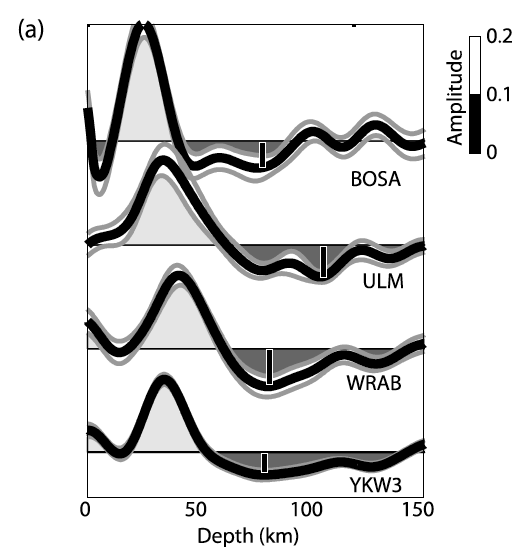 (a)
0.2
0.1
0
Amplitude
BOSA
ULM
WRAB
YKW3
0 50 100 150
Depth (km)